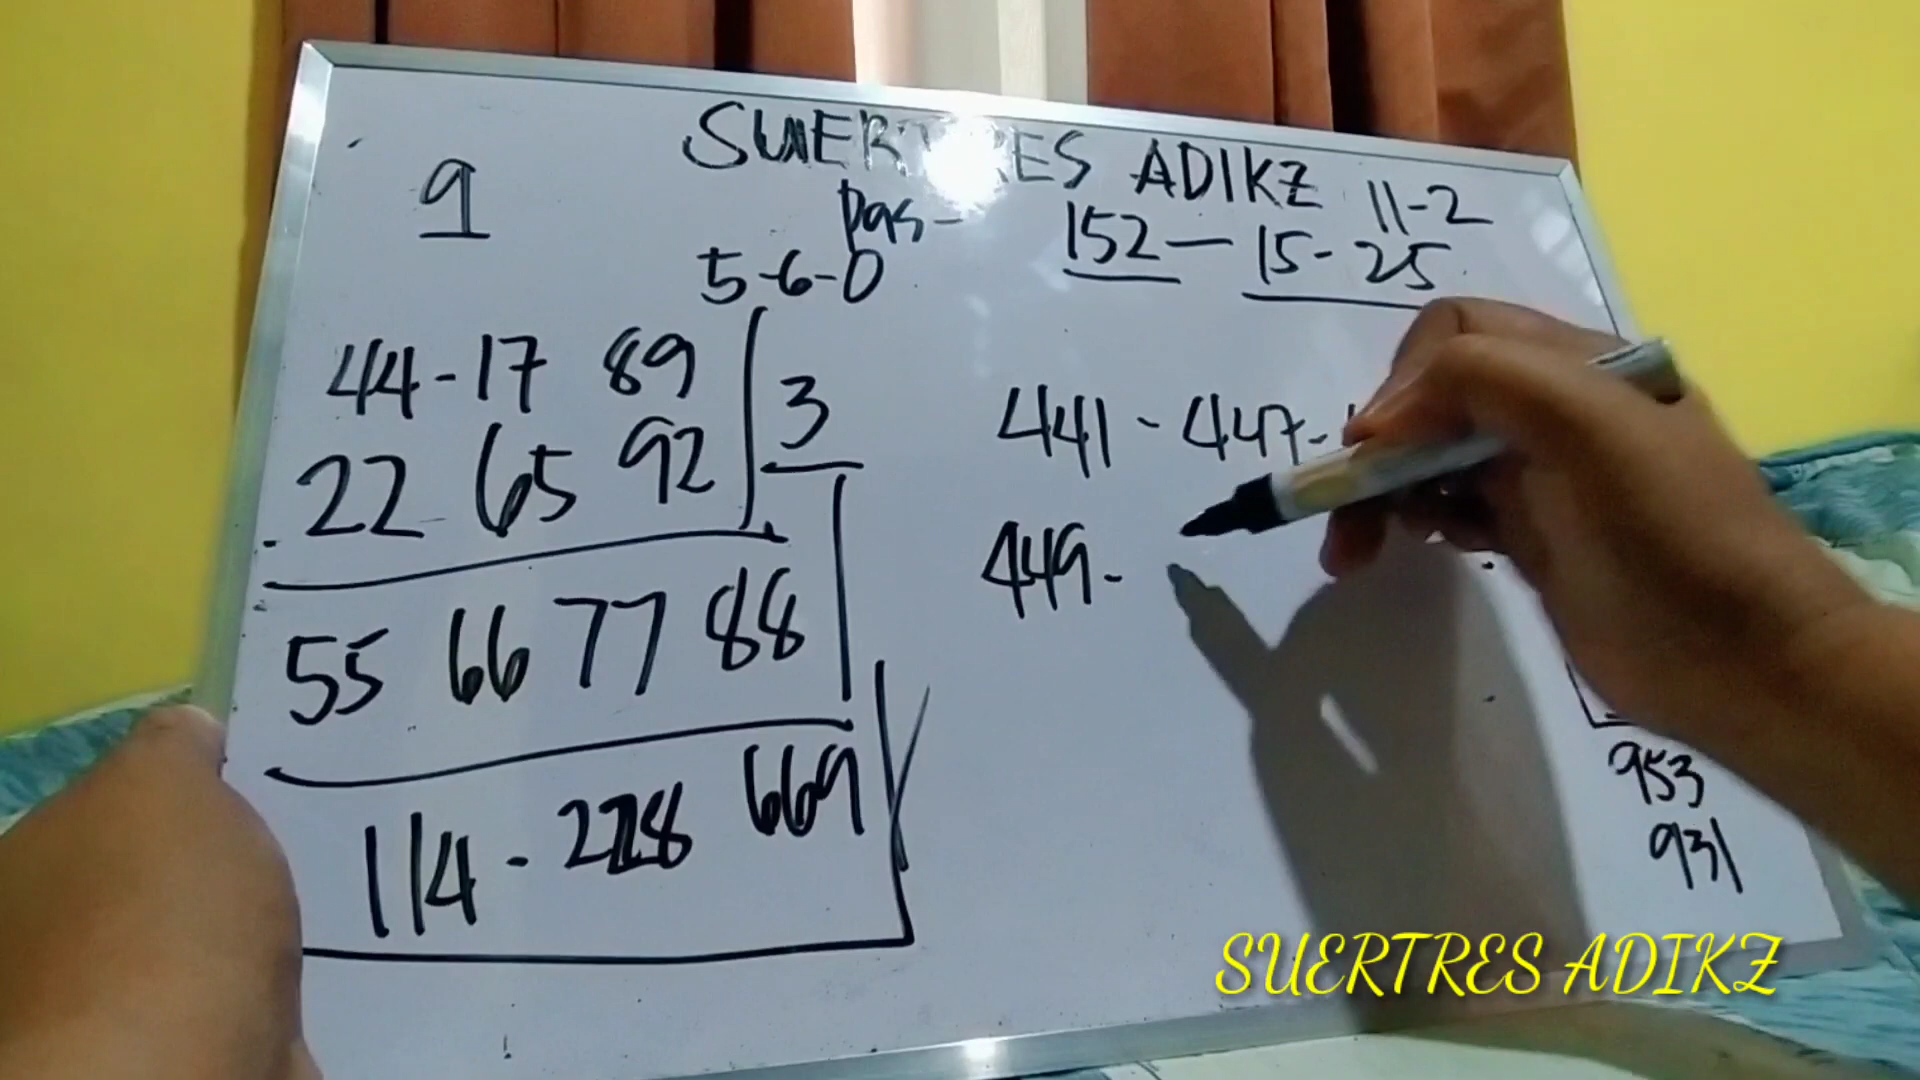 SUERTRES ADIKZ 11-2
9
Pas- 152 — 15-25
5-6-0
44-17 89
22 65 92
3
441 - 447-
449-
55 66 77 88
114 - 228 669
953
931
SUERTRES ADIKZ